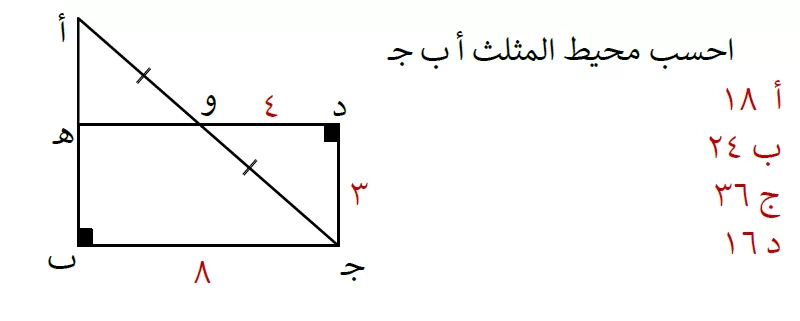 احسب محيط المثلث أ ب جـ
أ ١٨
ب ٢٤
ج ٣٦
د ١٦
أ
و
٤
د
هـ
٣
ب
٨
جـ